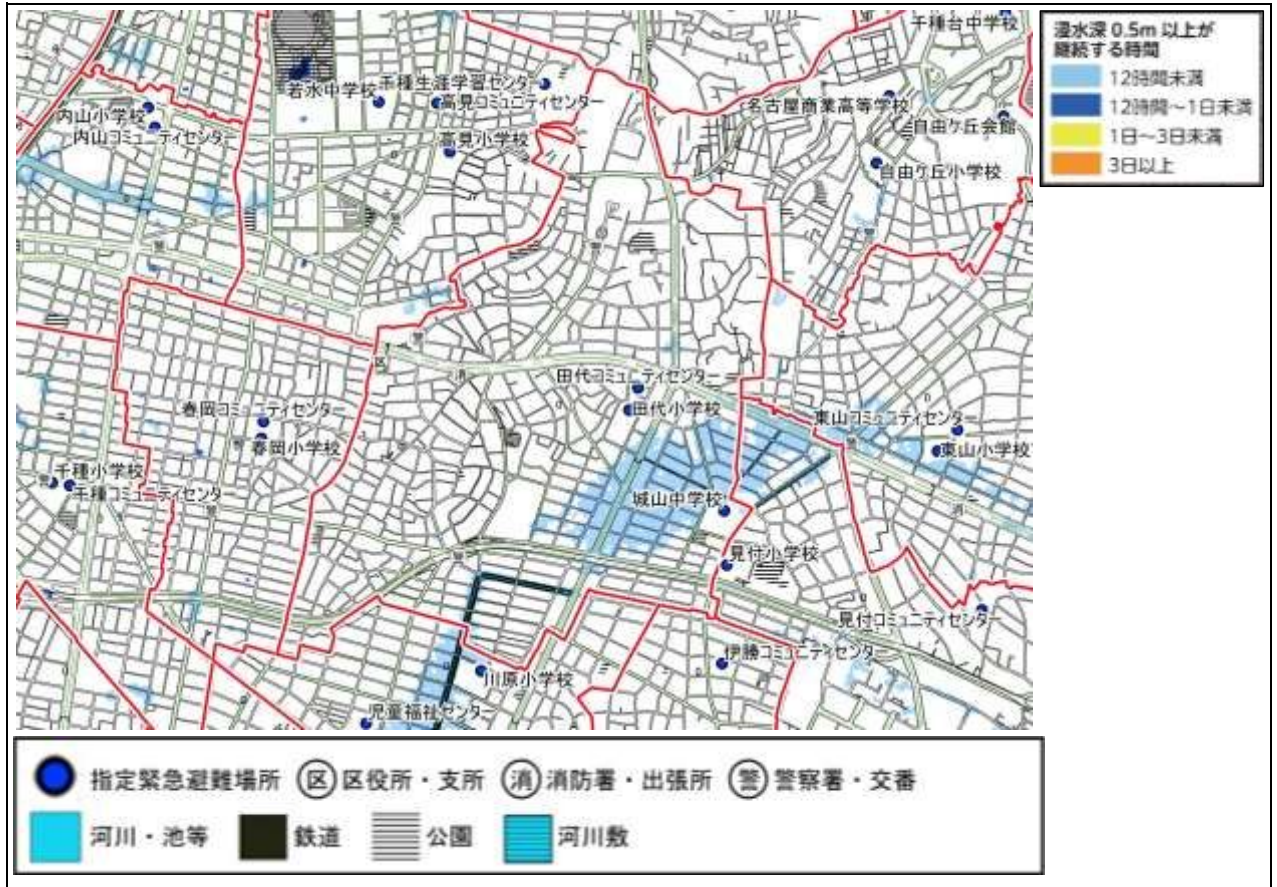 千種台中学校
若水中学校
千種生涯学習センター
高見コミュニティセンター
名古屋商業高等学校
内山小学校
内山コミュニティセンター
自由ケ丘会館
高見小学校
自由ケ丘小学校
田代コミュニティセンター
春岡コミュニティセンター
田代小学校
東山コミュニティセンター
春岡小学校
東山小学校
千種小学校
千種コミュニティセンター
城山中学校
見付小学校
見付コミュニティセンター
伊勝コミュニティセンター
川原小学校
児童福祉センター
区
消
消
浸水深 0.5m 以上が
継続する時間
12時間未満
12時間～1日未満
1日～3日未満
3日以上
指定緊急避難場所 区 区役所・支所 消 消防署・出張所 警 警察署・交番
河川・池等 鉄道 公園 河川敷